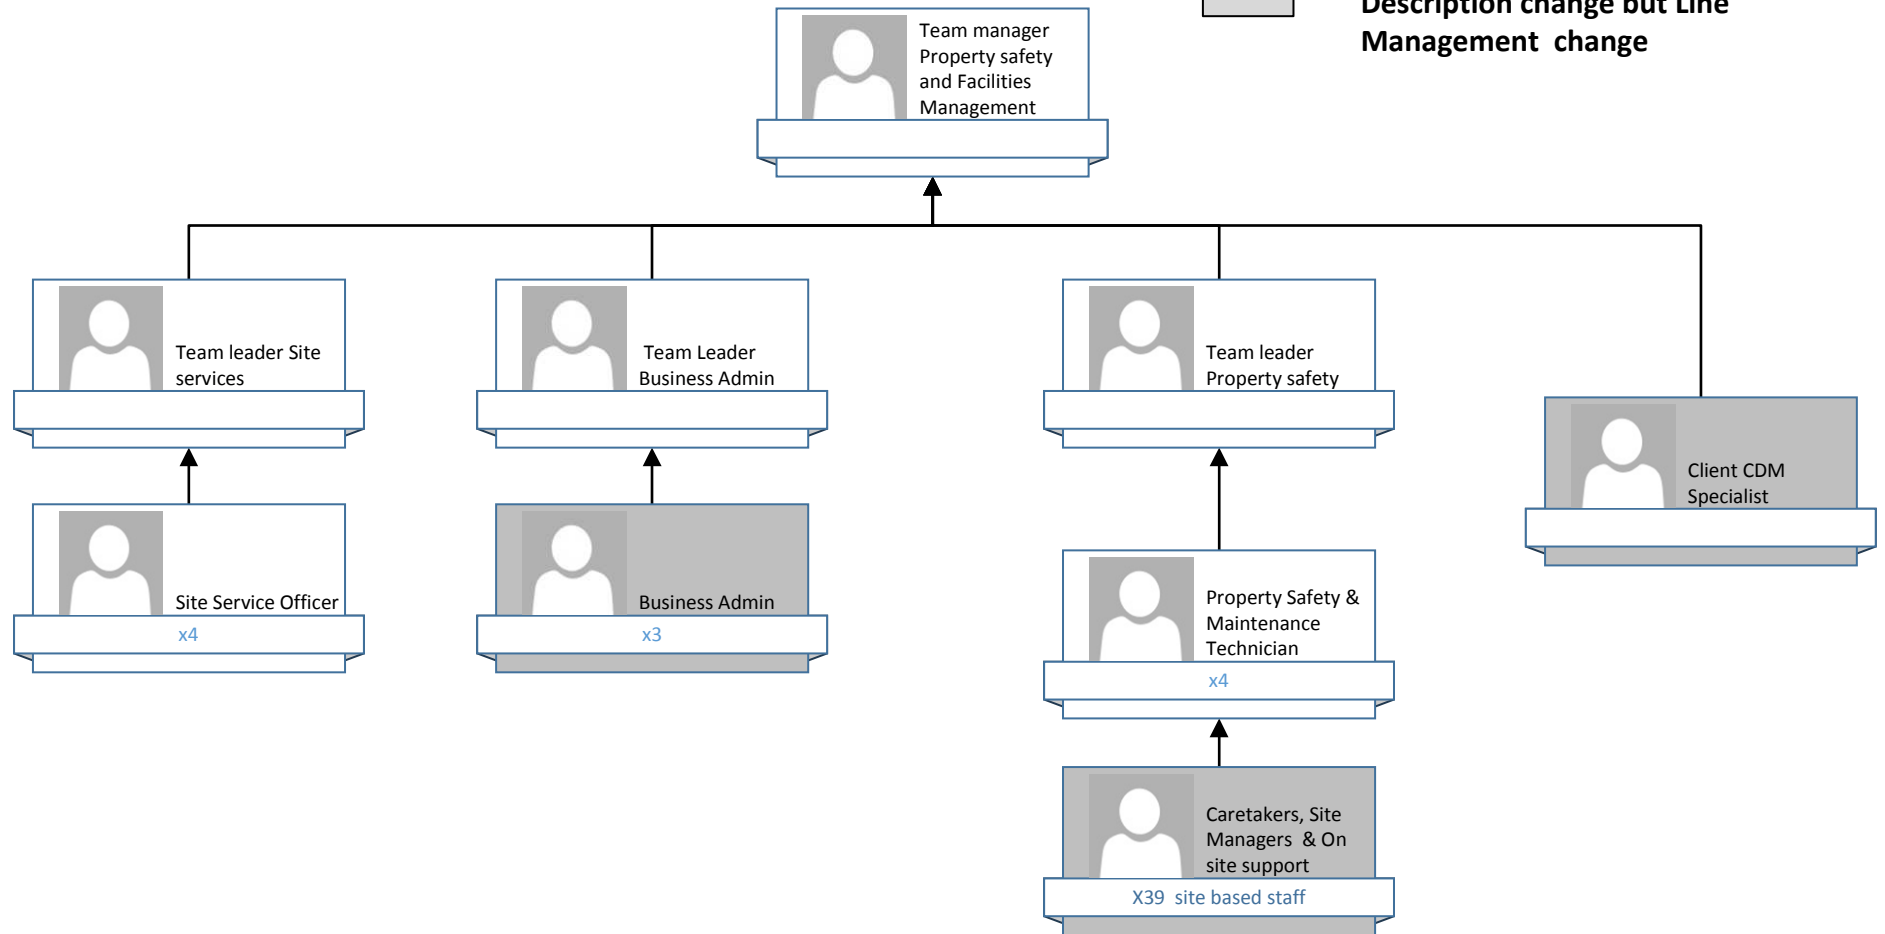 Description change but Line
Management change
Team manager
Property safety
and Facilities
Management
Team leader Site
services
Team Leader
Business Admin
Team leader
Property safety
Client CDM
Specialist
Site Service Officer
x4
Business Admin
x3
Property Safety &
Maintenance
Technician
x4
Caretakers, Site
Managers & On
site support
X39 site based staff